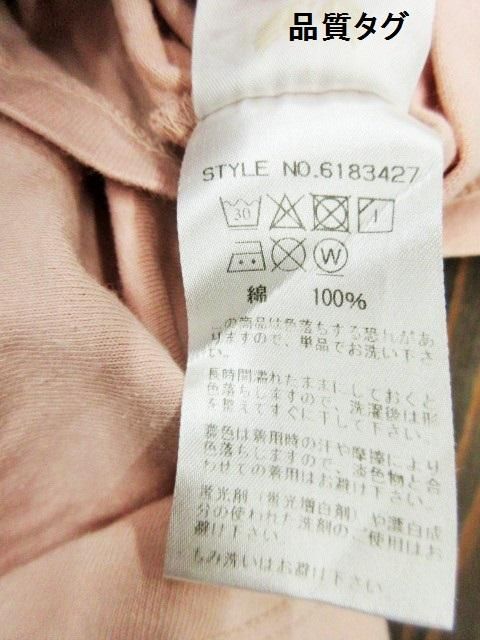 品質タグ
STYLE NO.6183427
30
W
綿 100%
この商品は色落ちする恐れがあ
りますので、単品でお洗い下さ
い。
長時間濡れたままにしておくと
色落ちしますので、洗濯後は形
を整えてすぐに干して下さい。
濃色は着用時の汗や摩擦により
色落ちしますので、淡色物と合
わせての着用はお避け下さい。
蛍光剤(蛍光増白剤)や漂白成
分の使われた洗剤のご使用はお
避け下さい。
もみ洗いはお避け下さい。